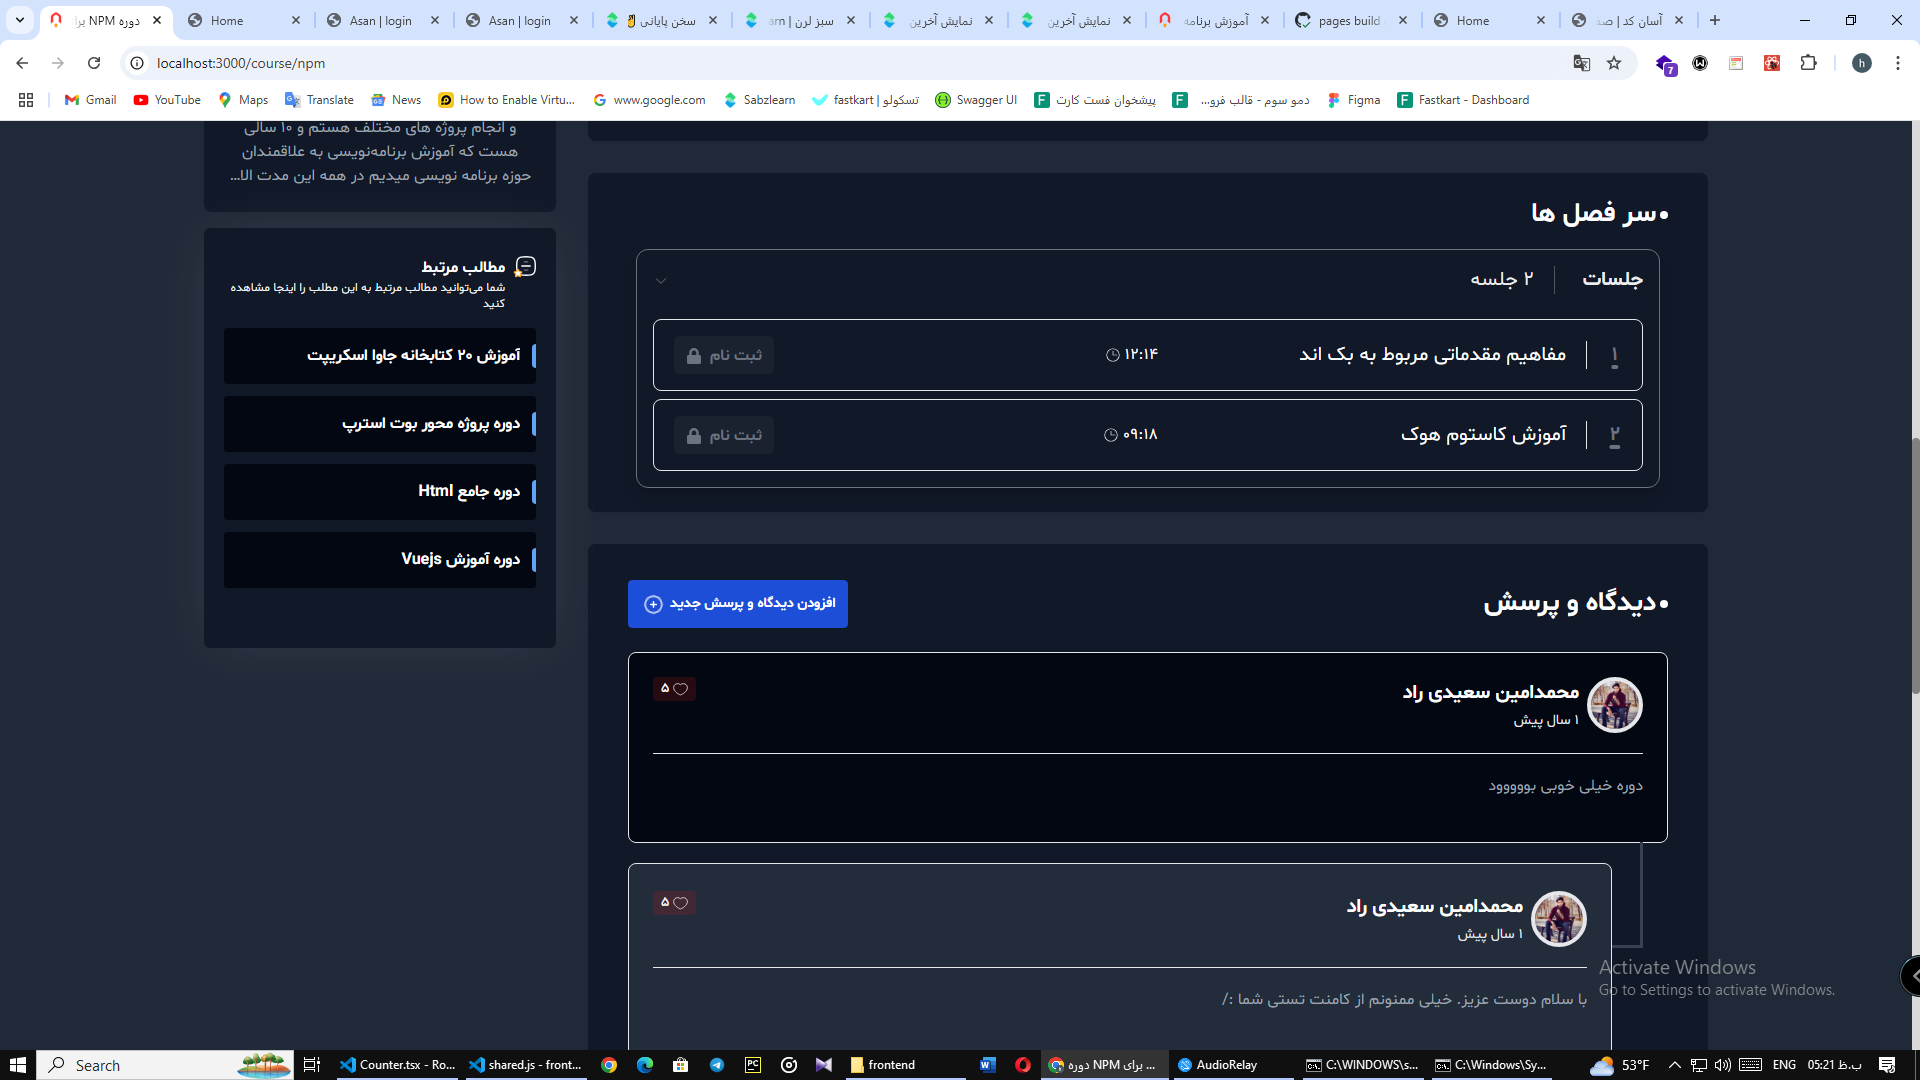 دوره NPM برا
Home
Asan | login
Asan | login
سخن پایانی
سبز لرن | arn
نمایش آخرین
نمایش آخرین
آموزش برنامه
pages build
Home
آسان کد | صف
localhost:3000/course/npm
7
h
Gmail
YouTube
Maps
Translate
News
How to Enable Virtu...
www.google.com
Sabzlearn
fastkart | تسکولو
Swagger UI
پیشخوان فست کارت
دمو سوم - قالب فرو...
Figma
Fastkart - Dashboard
و انجام پروژه های مختلف هستم و ۱۰ سالی
هست که آموزش برنامه‌نویسی به علاقمندان
حوزه برنامه نویسی میدیم در همه این مدت الا...
مطالب مرتبط
شما می‌توانید مطالب مرتبط به این مطلب را اینجا مشاهده
کنید
آموزش ۲۰ کتابخانه جاوا اسکریپت
دوره پروژه محور بوت استرپ
دوره جامع Html
دوره آموزش Vuejs
سر فصل ها
جلسات
۲ جلسه
۱
مفاهیم مقدماتی مربوط به بک اند
۱۲:۱۴
ثبت نام
۲
آموزش کاستوم هوک
۰۹:۱۸
ثبت نام
دیدگاه و پرسش
افزودن دیدگاه و پرسش جدید
محمدامین سعیدی راد
۱ سال پیش
۵
دوره خیلی خوبی بوووووود
محمدامین سعیدی راد
۱ سال پیش
۵
با سلام دوست عزیز. خیلی ممنونم از کامنت تستی شما :/
Activate Windows
Go to Settings to activate Windows.
Search
Counter.tsx - Ro...
shared.js - front...
PC
frontend
دوره NPM برای ...
AudioRelay
C:\WINDOWS\s...
C:\Windows\Sy...
53°F
ENG
05:21 ب.ظ